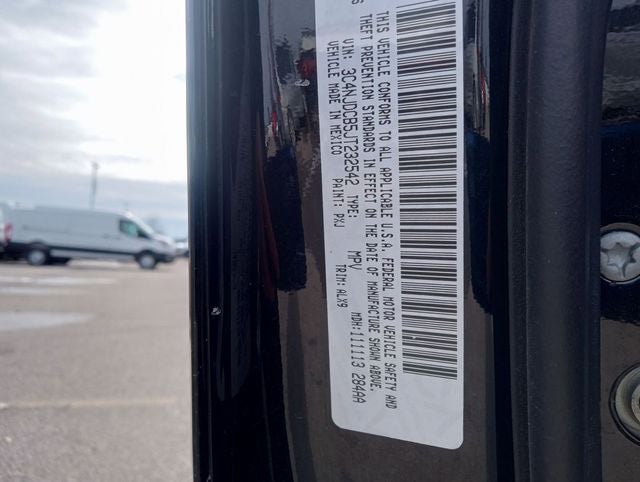 THIS VEHICLE CONFORMS TO ALL APPLICABLE U.S.A. FEDERAL MOTOR VEHICLE SAFETY AND
THEFT PREVENTION STANDARDS IN EFFECT ON THE DATE OF MANUFACTURE SHOWN ABOVE.
VIN: 3C4NJDCB5JT232542 TYPE: MPV MDH:111113 284AA
VEHICLE MADE IN MEXICO PAINT: PXJ TRIM:ALX9